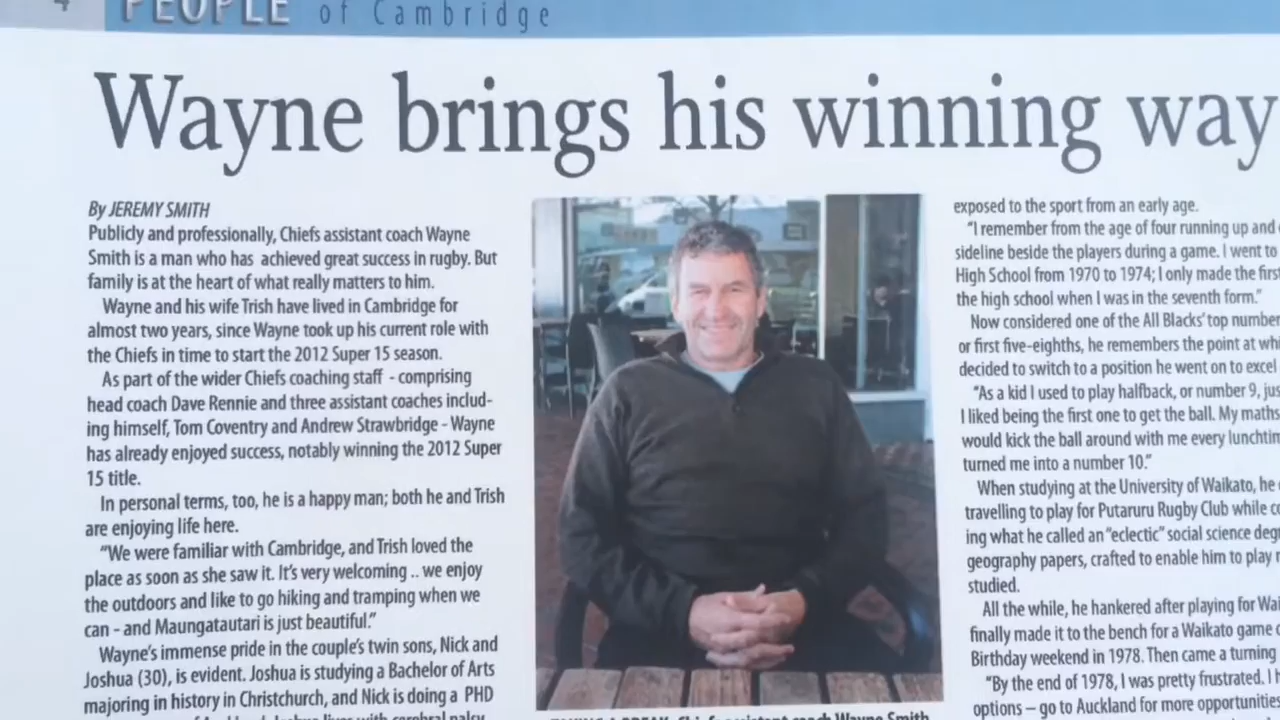 4 PEOPLE of Cambridge
Wayne brings his winning way
By JEREMY SMITH
Publicly and professionally, Chiefs assistant coach Wayne
Smith is a man who has achieved great success in rugby. But
family is at the heart of what really matters to him.
Wayne and his wife Trish have lived in Cambridge for
almost two years, since Wayne took up his current role with
the Chiefs in time to start the 2012 Super 15 season.
As part of the wider Chiefs coaching staff - comprising
head coach Dave Rennie and three assistant coaches includ-
ing himself, Tom Coventry and Andrew Strawbridge - Wayne
has already enjoyed success, notably winning the 2012 Super
15 title.
In personal terms, too, he is a happy man; both he and Trish
are enjoying life here.
"We were familiar with Cambridge, and Trish loved the
place as soon as she saw it. It's very welcoming .. we enjoy
the outdoors and like to go hiking and tramping when we
can - and Maungatautari is just beautiful."
Wayne's immense pride in the couple's twin sons, Nick and
Joshua (30), is evident. Joshua is studying a Bachelor of Arts
majoring in history in Christchurch, and Nick is doing a PHD
lives with cerebral palsy
Chiefs assistant coach Wayne Smith
exposed to the sport from an early age.
"I remember from the age of four running up and
sideline beside the players during a game. I went to
High School from 1970 to 1974; I only made the first
the high school when I was in the seventh form."
Now considered one of the All Blacks' top number
or first five-eighths, he remembers the point at whi
decided to switch to a position he went on to excel
"As a kid I used to play halfback, or number 9, jus
I liked being the first one to get the ball. My maths
would kick the ball around with me every lunchtim
turned me into a number 10."
When studying at the University of Waikato, he
travelling to play for Putaruru Rugby Club while co
ing what he called an "eclectic" social science deg
geography papers, crafted to enable him to play
studied.
All the while, he hankered after playing for Wai
finally made it to the bench for a Waikato game
Birthday weekend in 1978. Then came a turning
"By the end of 1978, I was pretty frustrated. I h
options – go to Auckland for more opportunities